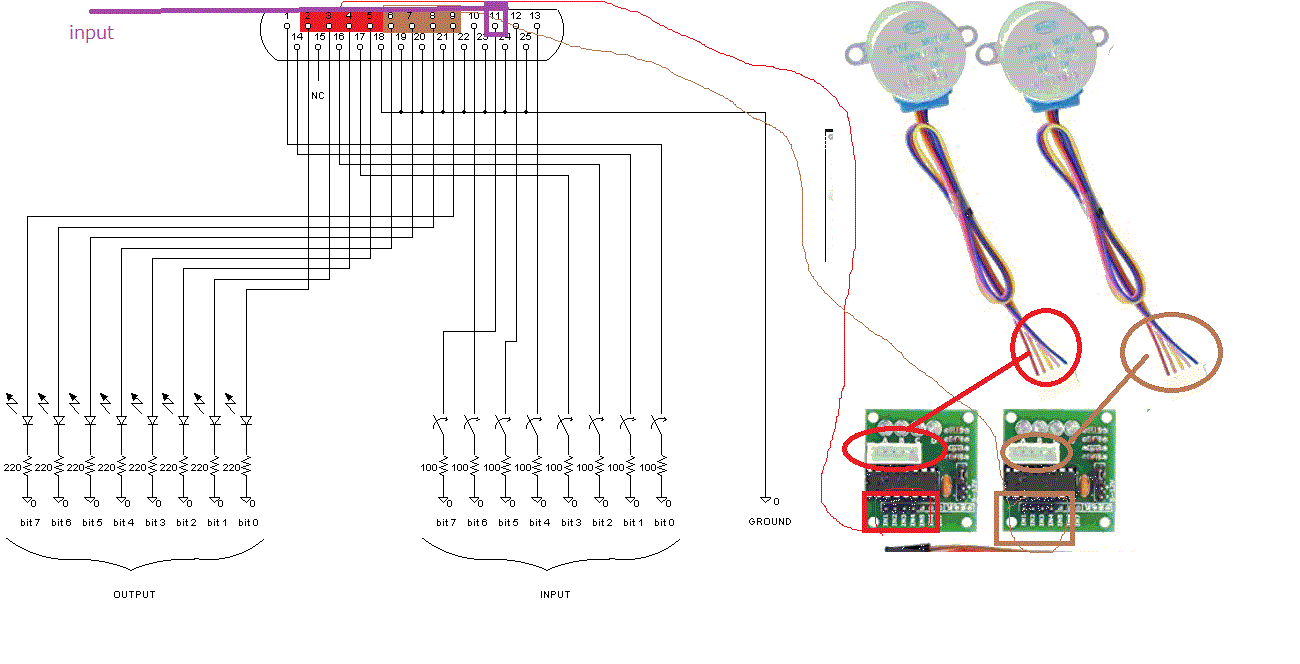 1 2 3 4 5 6 7 8 9 10 11 12 13
input
14 15 16 17 18 19 20 21 22 23 24 25
NC
220 220 220 220 220 220 220 220
100 100 100 100 100 100 100 100
0 0 0 0 0 0 0 0 0 0 0 0 0 0 0 0 0
bit 7 bit 6 bit 5 bit 4 bit 3 bit 2 bit 1 bit 0
bit 7 bit 6 bit 5 bit 4 bit 3 bit 2 bit 1 bit 0
GROUND
OUTPUT
INPUT
STEP MOTOR
STEP MOTOR